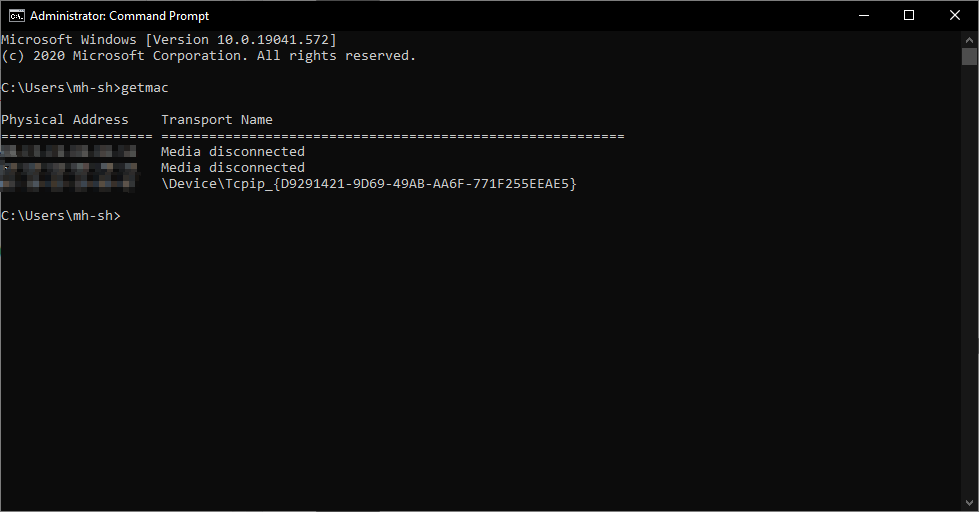 Administrator: Command Prompt
Microsoft Windows [Version 10.0.19041.572]
(c) 2020 Microsoft Corporation. All rights reserved.
C:\Users\mh-sh>getmac
Physical Address    Transport Name
=================== ==========================================================
Media disconnected
Media disconnected
\Device\Tcpip_{D9291421-9D69-49AB-AA6F-771F255EEAE5}
C:\Users\mh-sh>